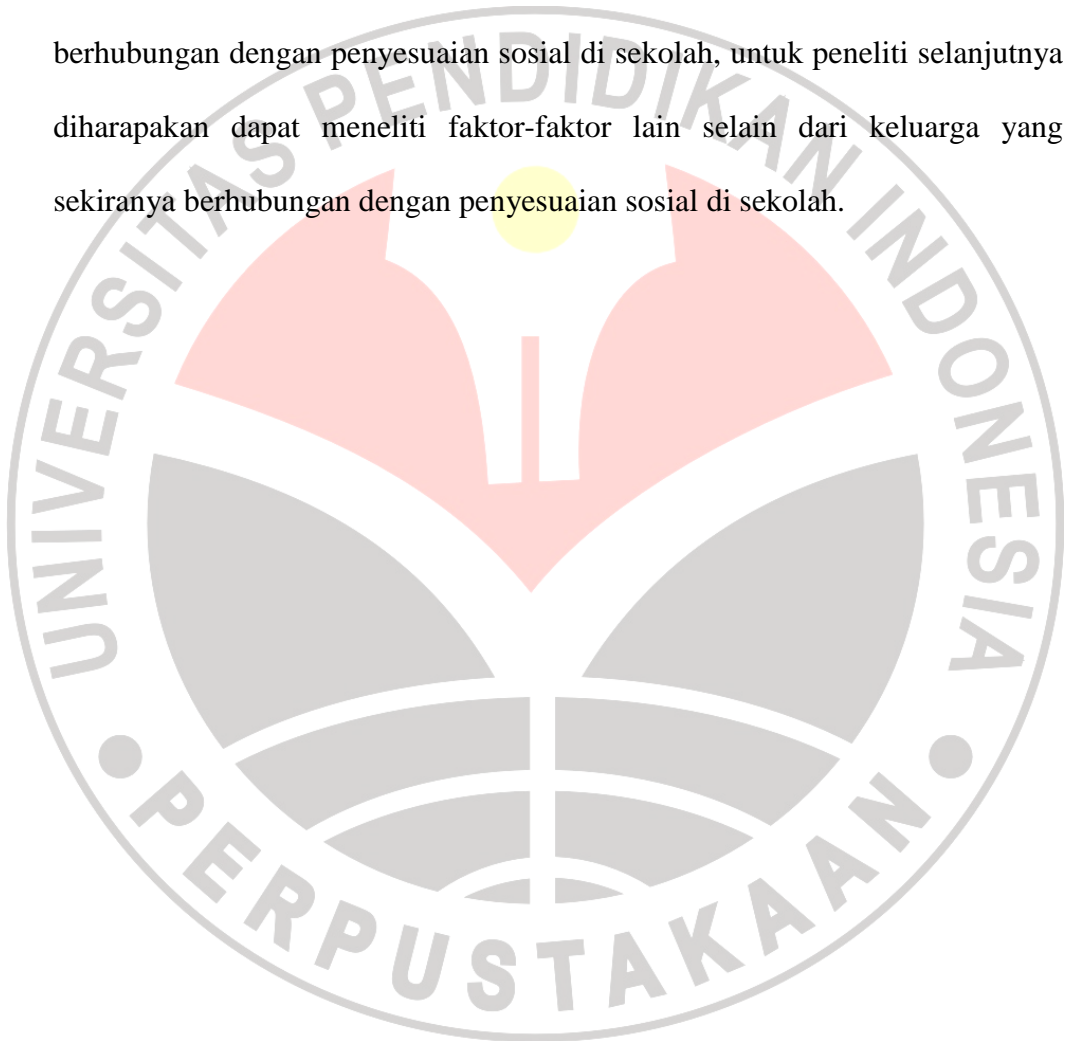 berhubungan dengan penyesuaian sosial di sekolah, untuk peneliti selanjutnya
diharapakan dapat meneliti faktor-faktor lain selain dari keluarga yang
sekiranya berhubungan dengan penyesuaian sosial di sekolah.
UNIVERSITAS PENDIDIKAN INDONESIA
PERPUSTAKAAN